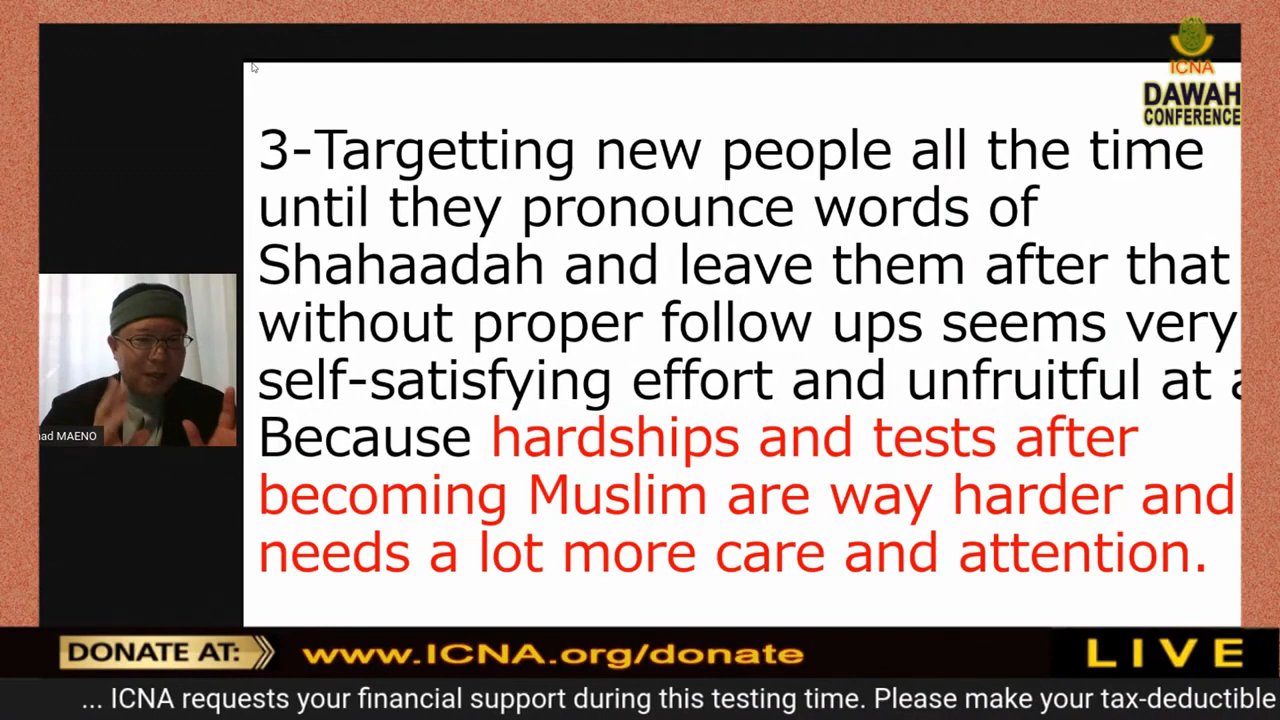 ICNA
DAWAH
CONFERENCE
3-Targetting new people all the time
until they pronounce words of
Shahaadah and leave them after that
without proper follow ups seems very
self-satisfying effort and unfruitful at
Because hardships and tests after
becoming Muslim are way harder and
needs a lot more care and attention.
MAENO
DONATE AT: www.ICNA.org/donate
LIVE
... ICNA requests your financial support during this testing time. Please make your tax-deductible